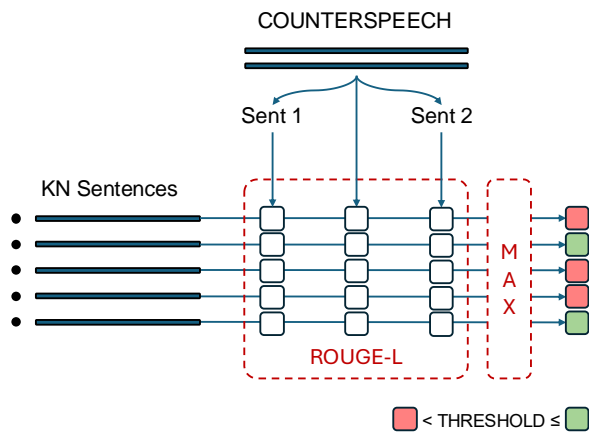 COUNTERSPEECH
Sent 1
Sent 2
KN Sentences
M
A
X
ROUGE-L
< THRESHOLD ≤